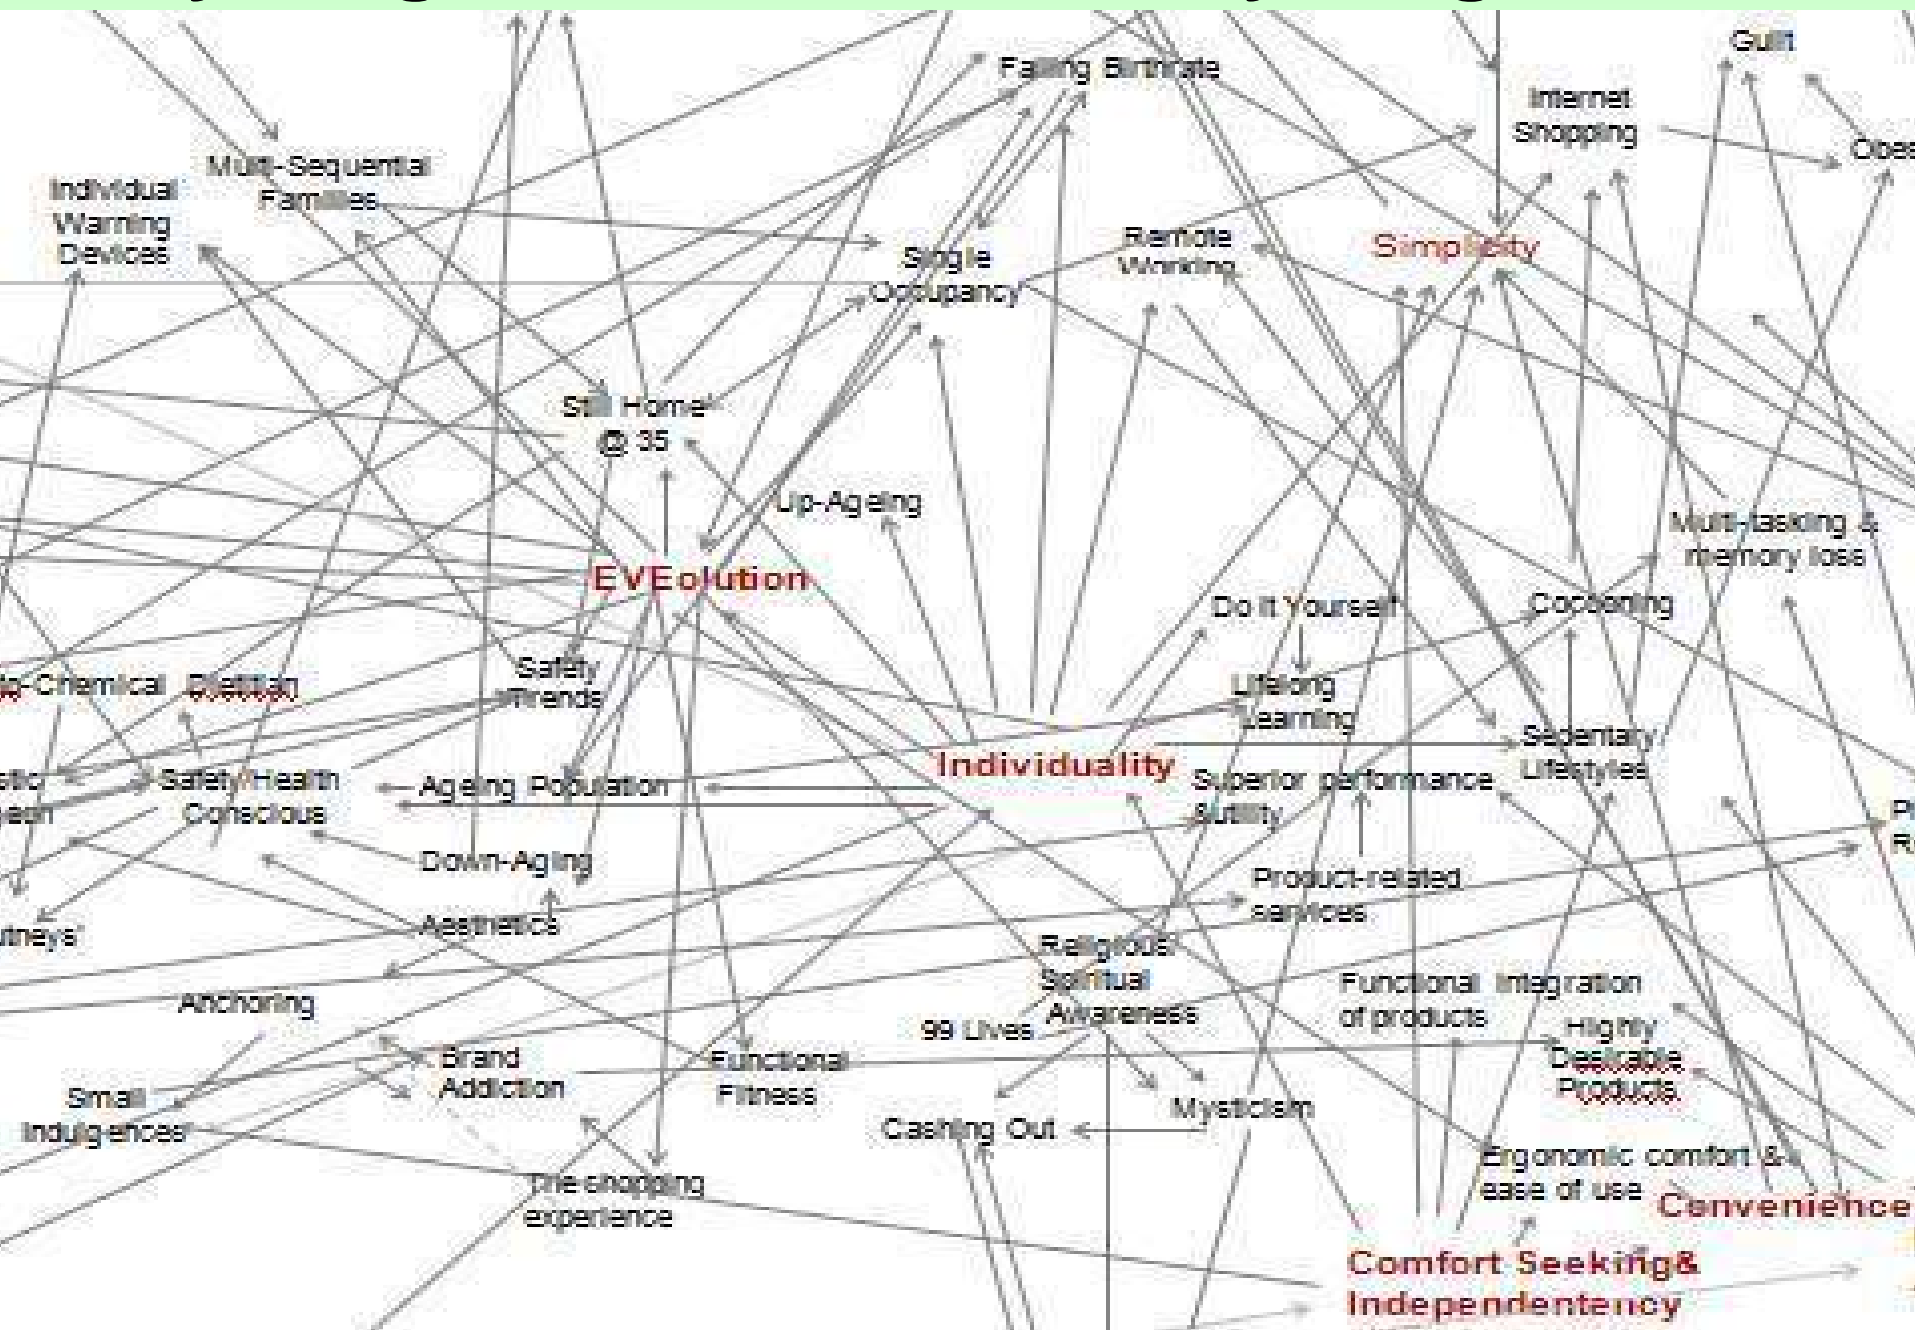 Guilt
Falling Birthrate
Internet
Shopping
Multi-Sequential
Families
Individual
Warning
Devices
Single
Occupancy
Remote
Working
Simplicity
Still Home
@ 35
Up-Ageing
Multi-tasking &
memory loss
EVEolution
Do It Yourself
Cocooning
Safety
Trends
-Chemical Dietitian
Lifelong
Learning
Sedentary
Lifestyles
Individuality
Safety/Health
Conscious
Ageing Population
Superior performance
&utility
Down-Aging
Product-related
services
Aesthetics
Religious/
Spiritual
Awareness
99 Lives
Functional Integration
of products
Anchoring
Highly
Desirable
Products.
Brand
Addiction
Functional
Fitness
Small
Indulgences
Cashing Out
Mysticism
Ergonomic comfort &
ease of use
The shopping
experience
Convenience
Comfort Seeking&
Independentency